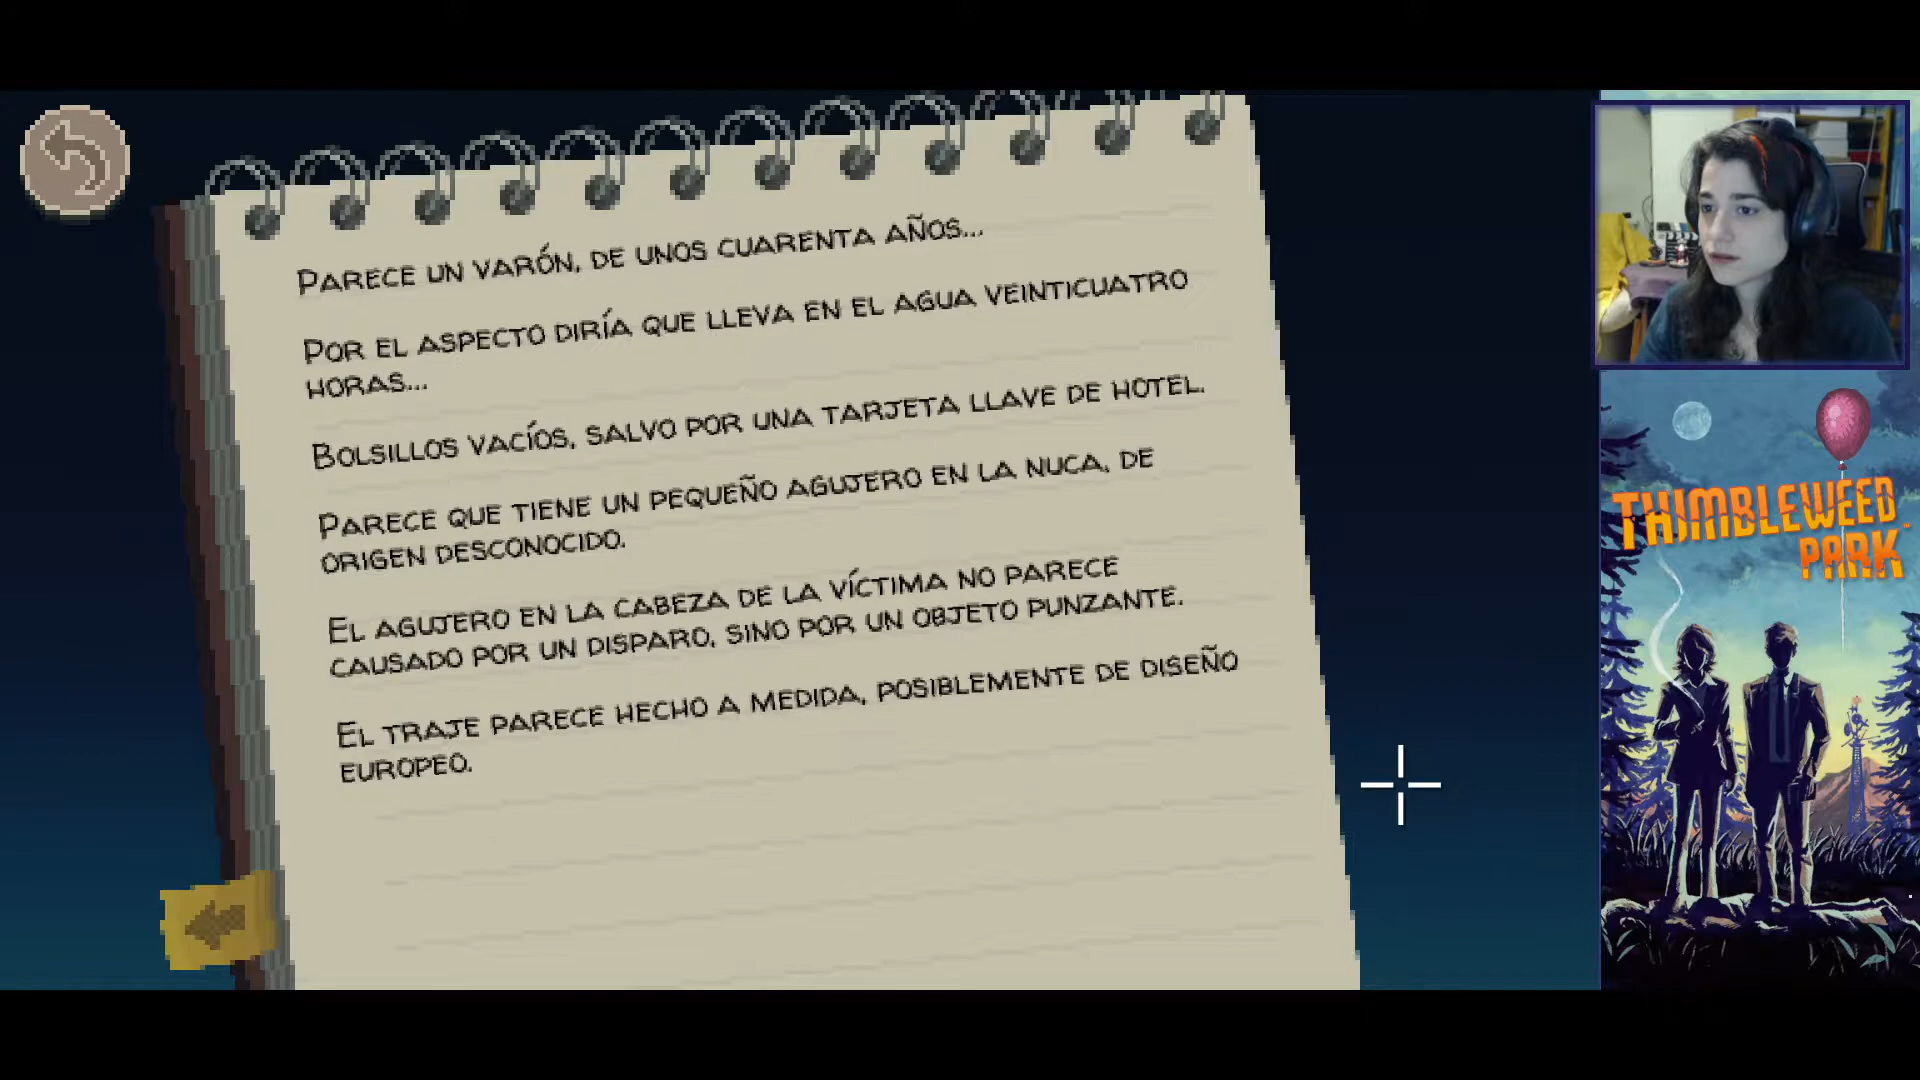 PARECE UN VARÓN, DE UNOS CUARENTA AÑOS...
POR EL ASPECTO DIRÍA QUE LLEVA EN EL AGUA VEINTICUATRO
HORAS...
BOLSILLOS VACÍOS, SALVO POR UNA TARJETA LLAVE DE HOTEL.
PARECE QUE TIENE UN PEQUEÑO AGUJERO EN LA NUCA, DE
ORIGEN DESCONOCIDO.
EL AGUJERO EN LA CABEZA DE LA VÍCTIMA NO PARECE
CAUSADO POR UN DISPARO, SINO POR UN OBJETO PUNZANTE.
EL TRAJE PARECE HECHO A MEDIDA, POSIBLEMENTE DE DISEÑO
EUROPEO.
THIMBLEWEED
PARK